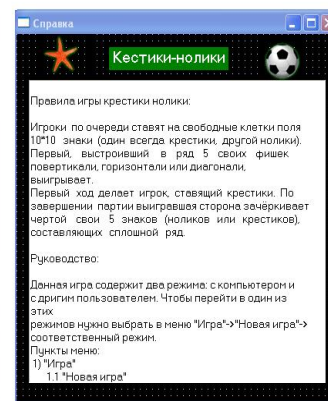 Справка
Кестики-нолики
Правила игры крестики нолики:
Игроки по очереди ставят на свободные клетки поля
10*10 знаки (один всегда крестики, другой нолики).
Первый, выстроивший в ряд 5 своих фишек
повертикали, горизонтали или диагонали,
выигрывает.
Первый ход делает игрок, ставящий крестики. По
завершении партии выигравшая сторона зачёркивает
чертой свои 5 знаков (ноликов или крестиков),
составляющих сплошной ряд.
Руководство:
Данная игра содержит два режима: с компьютером и
с дригим пользователем. Чтобы перейти в один из
этих
режимов нужно выбрать в меню "Игра"->"Новая игра"->
соответственный режим.
Пункты меню:
1) "Игра"
1.1 "Новая игра"